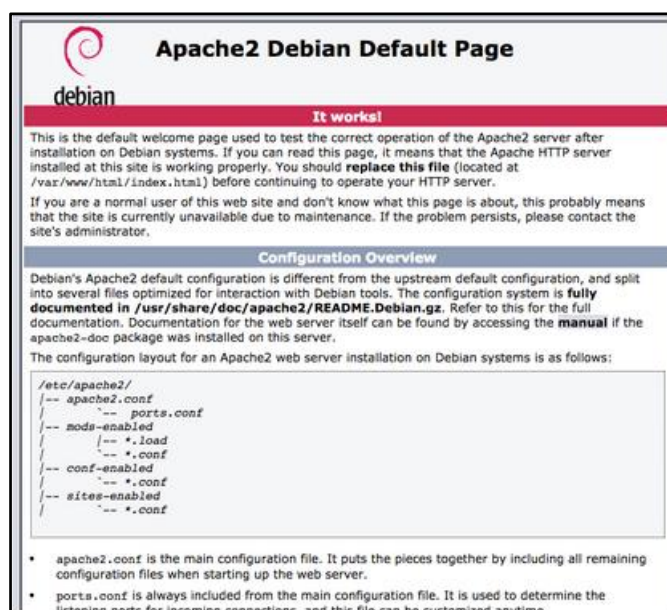 Apache2 Debian Default Page
debian
It works!
This is the default welcome page used to test the correct operation of the Apache2 server after
installation on Debian systems. If you can read this page, it means that the Apache HTTP server
installed at this site is working properly. You should replace this file (located at
/var/www/html/index.html) before continuing to operate your HTTP server.
If you are a normal user of this web site and don't know what this page is about, this probably means
that the site is currently unavailable due to maintenance. If the problem persists, please contact the
site's administrator.
Configuration Overview
Debian's Apache2 default configuration is different from the upstream default configuration, and split
into several files optimized for interaction with Debian tools. The configuration system is fully
documented in /usr/share/doc/apache2/README.Debian.gz. Refer to this for the full
documentation. Documentation for the web server itself can be found by accessing the manual if the
apache2-doc package was installed on this server.
The configuration layout for an Apache2 web server installation on Debian systems is as follows:
/etc/apache2/
|-- apache2.conf
|       `--  ports.conf
|-- mods-enabled
|       |-- *.load
|       `-- *.conf
|-- conf-enabled
|       `-- *.conf
|-- sites-enabled
|       `-- *.conf
• apache2.conf is the main configuration file. It puts the pieces together by including all remaining
configuration files when starting up the web server.
• ports.conf is always included from the main configuration file. It is used to determine the
listening ports for incoming connections, and this file can be customized anytime.